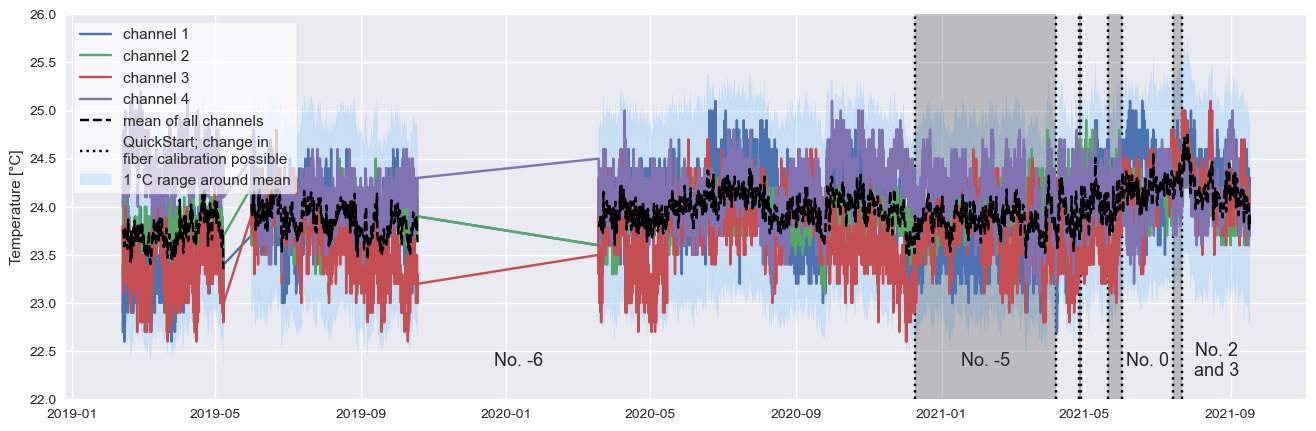 26.0
25.5
25.0
24.5
24.0
23.5
23.0
22.5
22.0
Temperature [°C]
channel 1
channel 2
channel 3
channel 4
mean of all channels
QuickStart; change in
fiber calibration possible
1 °C range around mean
No. -6
No. -5
No. 0
No. 2
and 3
2019-01
2019-05
2019-09
2020-01
2020-05
2020-09
2021-01
2021-05
2021-09